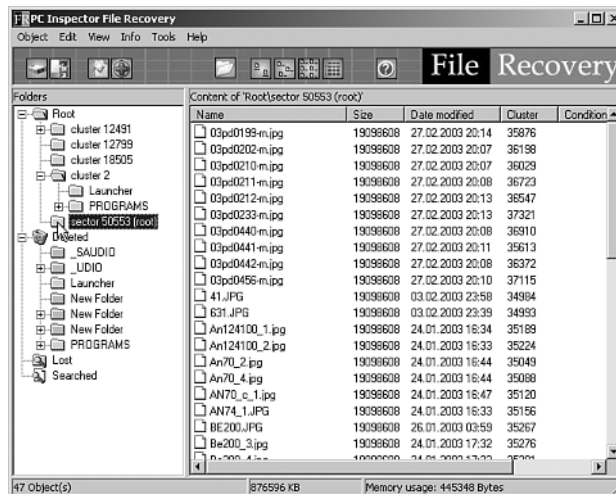 PC Inspector File Recovery
Object Edit View Info Tools Help
File Recovery
Folders
Content of 'Root\sector 50553 (root)'
Root
cluster 12491
cluster 12799
cluster 18505
cluster 2
Launcher
PROGRAMS
sector 50553 (root)
Deleted
_SAUDIO
_UDIO
Launcher
New Folder
New Folder
New Folder
PROGRAMS
Lost
Searched
Name Size Date modified Cluster Condition
03pd0199-m.jpg 19098608 27.02.2003 20:14 35876
03pd0202-m.jpg 19098608 27.02.2003 20:07 36198
03pd0210-m.jpg 19098608 27.02.2003 20:07 36029
03pd0211-m.jpg 19098608 27.02.2003 20:08 36723
03pd0212-m.jpg 19098608 27.02.2003 20:13 36547
03pd0233-m.jpg 19098608 27.02.2003 20:13 37321
03pd0440-m.jpg 19098608 27.02.2003 20:08 36910
03pd0441-m.jpg 19098608 27.02.2003 20:11 35613
03pd0442-m.jpg 19098608 27.02.2003 20:08 36372
03pd0456-m.jpg 19098608 27.02.2003 20:10 37115
41.JPG 19098608 03.02.2003 23:58 34984
631.JPG 19098608 03.02.2003 23:39 34993
An124100_1.jpg 19098608 24.01.2003 16:34 35189
An124100_2.jpg 19098608 24.01.2003 16:33 35224
An70_2.jpg 19098608 24.01.2003 16:44 35049
An70_4.jpg 19098608 24.01.2003 16:44 35088
AN70_c_1.jpg 19098608 24.01.2003 16:47 35120
AN74_1.JPG 19098608 24.01.2003 16:33 35156
BE200.JPG 19098608 26.01.2003 03:59 35267
Be200_3.jpg 19098608 24.01.2003 17:32 35276
47 Object(s) 876596 KB Memory usage: 445348 Bytes